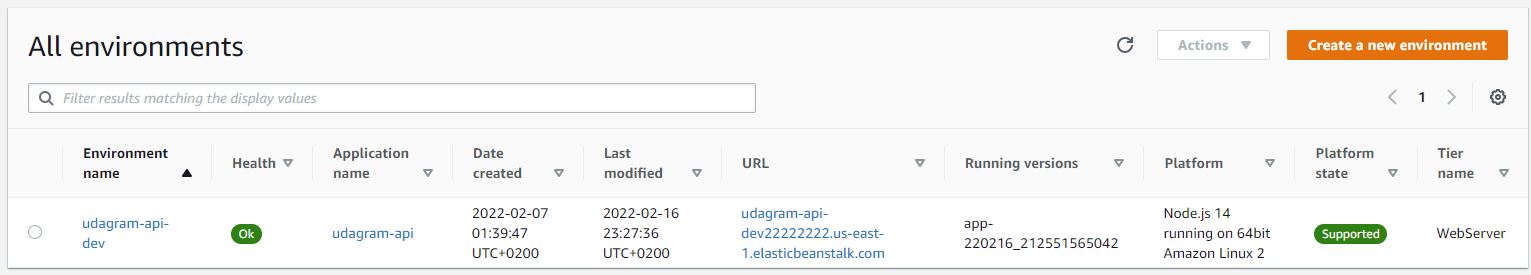 All environments
Actions
Create a new environment
Filter results matching the display values
1
Environment
name
Health
Application
name
Date
created
Last
modified
URL
Running versions
Platform
Platform
state
Tier
name
udagram-api-
dev
Ok
udagram-api
2022-02-07
01:39:47
UTC+0200
2022-02-16
23:27:36
UTC+0200
udagram-api-
dev22222222.us-east-
1.elasticbeanstalk.com
app-
220216_212551565042
Node.js 14
running on 64bit
Amazon Linux 2
Supported
WebServer